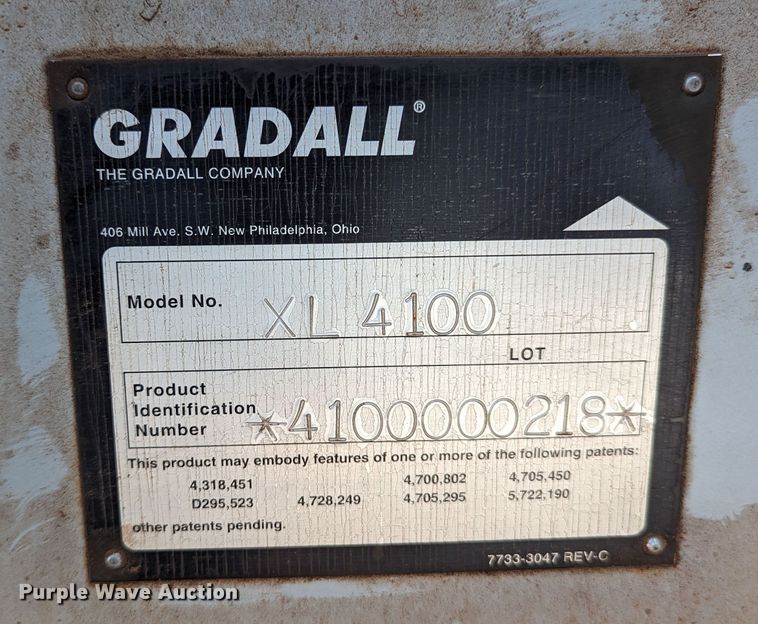 GRADALL®
THE GRADALL COMPANY
406 Mill Ave. S.W. New Philadelphia, Ohio
Model No. XL 4100
LOT
Product
Identification
Number *4100000218*
This product may embody features of one or more of the following patents:
4,318,451 4,700,802 4,705,450
D295,523 4,728,249 4,705,295 5,722,190
other patents pending.
7733-3047 REV-C
Purple Wave Auction